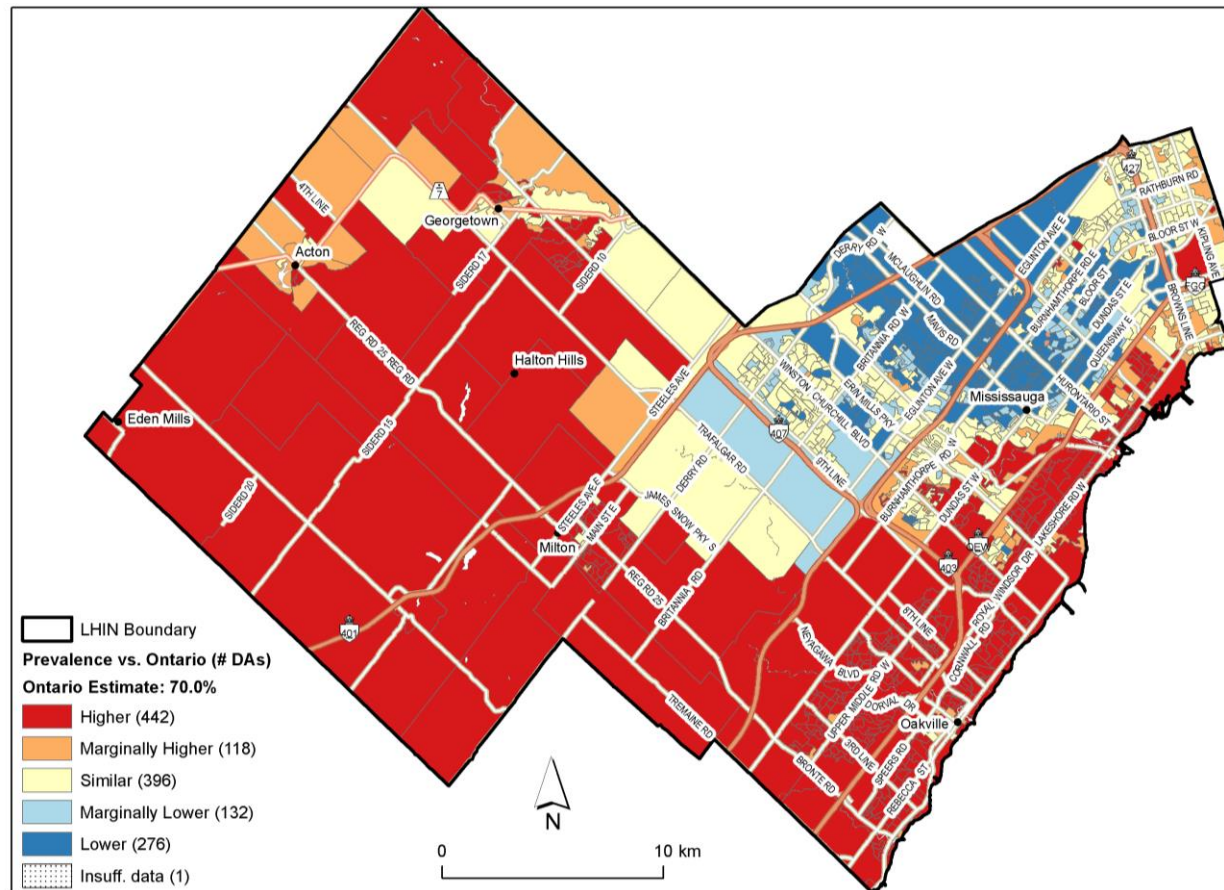 427
RATHBURN RD
BLOOR ST W
KIPLING AVE
EGLINTON AVE E
DERRY RD W
MCLAUGHLIN RD
BURNHAMTHORPE RD E
BLOOR ST
DUNDAS ST E
4TH LINE
7
Georgetown
Acton
SIDERD 17
SIDERD 10
MAVIS RD
BRITANNIA RD W
QUEENSWAY E
BROWNS LINE
REG RD 25 REG RD
Halton Hills
STEELES AVE
WINSTON CHURCHILL BLVD
ERIN MILLS PKY
EGLINTON AVE W
HURONTARIO ST
Mississauga
Eden Mills
SIDERD 15
407
TRAFALGAR RD
9TH LINE
DERRY RD
BURNHAMTHORPE RD W
DUNDAS ST W
LAKESHORE RD W
SIDERD 20
STEELES AVE E
MAIN ST E
JAMES SNOW PKY S
Milton
QEW
403
ROYAL WINDSOR DR
REG RD 25
BRITANNIA RD
8TH LINE
CORNWALL RD
401
NEYAGAWA BLVD
UPPER MIDDLE RD W
DORVAL DR
Oakville
TREMAINE RD
3RD LINE
SPEERS RD
BRONTE RD
REBECCA ST
LHIN Boundary
Prevalence vs. Ontario (# DAs)
Ontario Estimate: 70.0%
Higher (442)
Marginally Higher (118)
Similar (396)
Marginally Lower (132)
Lower (276)
Insuff. data (1)
N
0 10 km